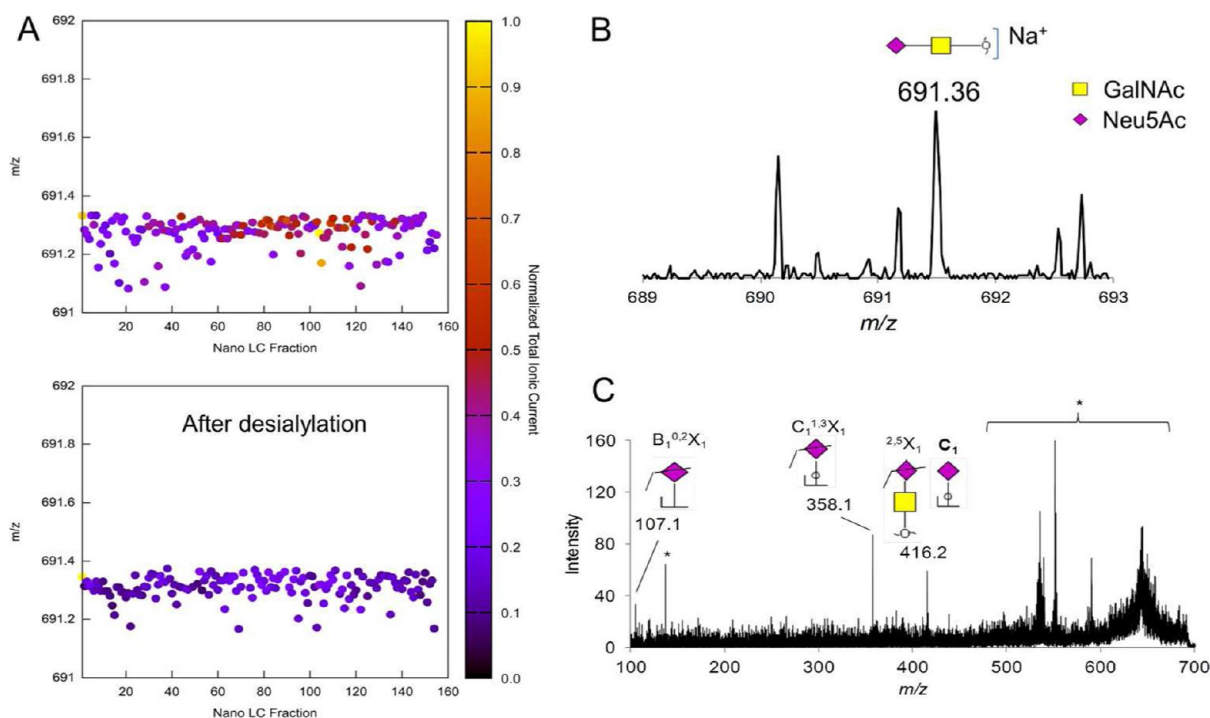 A
692
691.8
691.6
691.4
691.2
691
m/z
20 40 60 80 100 120 140 160
Nano LC Fraction
692
691.8
691.6
691.4
691.2
691
m/z
After desialylation
20 40 60 80 100 120 140 160
Nano LC Fraction
1.0
0.9
0.8
0.7
0.6
0.5
0.4
0.3
0.2
0.1
0.0
Normalized Total Ionic Current
B
Na⁺
691.36
GalNAc
Neu5Ac
689 690 691 692 693
m/z
C
160
120
80
40
0
Intensity
B₁⁰,²X₁
107.1
*
C₁¹,³X₁
358.1
²,⁵X₁
C₁
416.2
*
100 200 300 400 500 600 700
m/z